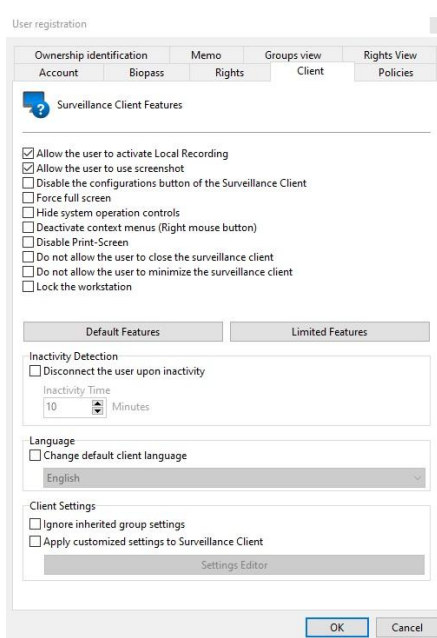 User registration
Ownership identification Memo Groups view Rights View
Account Biopass Rights Client Policies
Surveillance Client Features
Allow the user to activate Local Recording
Allow the user to use screenshot
Disable the configurations button of the Surveillance Client
Force full screen
Hide system operation controls
Deactivate context menus (Right mouse button)
Disable Print-Screen
Do not allow the user to close the surveillance client
Do not allow the user to minimize the surveillance client
Lock the workstation
Default Features Limited Features
Inactivity Detection
Disconnect the user upon inactivity
Inactivity Time
10 Minutes
Language
Change default client language
English
Client Settings
Ignore inherited group settings
Apply customized settings to Surveillance Client
Settings Editor
OK Cancel